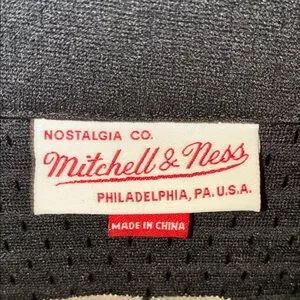 NOSTALGIA CO.
Mitchell & Ness
PHILADELPHIA, PA. U.S.A.
MADE IN CHINA